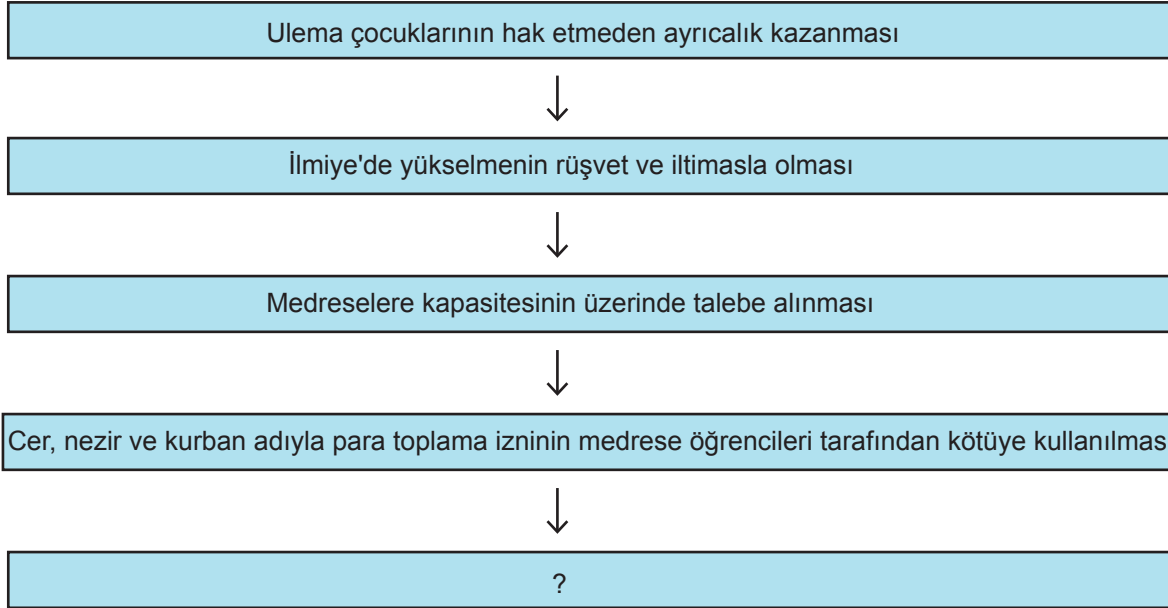 Ulema çocuklarının hak etmeden ayrıcalık kazanması
İlmiye'de yükselmenin rüşvet ve iltimasla olması
Medreselere kapasitesinin üzerinde talebe alınması
Cer, nezir ve kurban adıyla para toplama izninin medrese öğrencileri tarafından kötüye kullanılmas
?